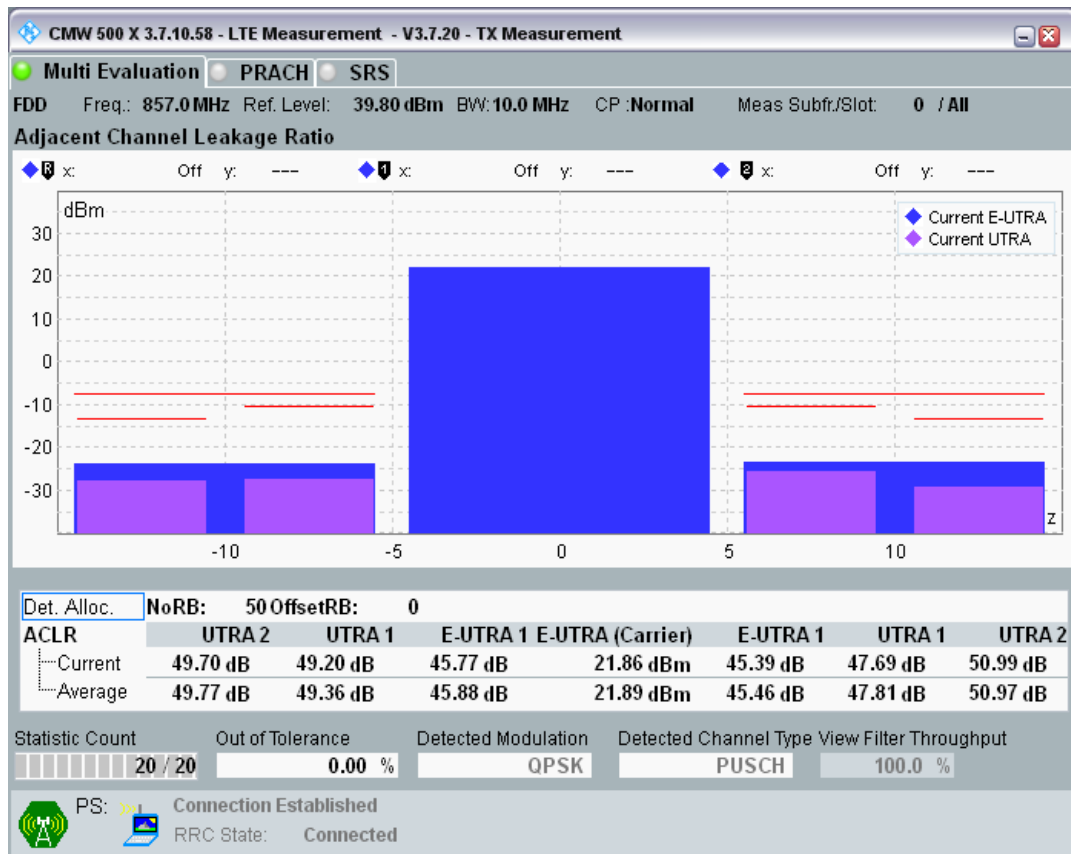 CMW 500 X 3.7.10.58 - LTE Measurement - V3.7.20 - TX Measurement
Multi Evaluation PRACH SRS
FDD Freq.: 857.0 MHz Ref. Level: 39.80 dBm BW: 10.0 MHz CP :Normal Meas Subfr./Slot: 0 / All
Adjacent Channel Leakage Ratio
R x: Off y: --- 1 x: Off y: --- 2 x: Off y: ---
dBm
Current E-UTRA
Current UTRA
30
20
10
0
-10
-20
-30
z
-10 -5 0 5 10
Det. Alloc. NoRB: 50 OffsetRB: 0
ACLR UTRA 2 UTRA 1 E-UTRA 1 E-UTRA (Carrier) E-UTRA 1 UTRA 1 UTRA 2
Current 49.70 dB 49.20 dB 45.77 dB 21.86 dBm 45.39 dB 47.69 dB 50.99 dB
Average 49.77 dB 49.36 dB 45.88 dB 21.89 dBm 45.46 dB 47.81 dB 50.97 dB
Statistic Count Out of Tolerance Detected Modulation Detected Channel Type View Filter Throughput
20 / 20 0.00 % QPSK PUSCH 100.0 %
PS: Connection Established
RRC State: Connected